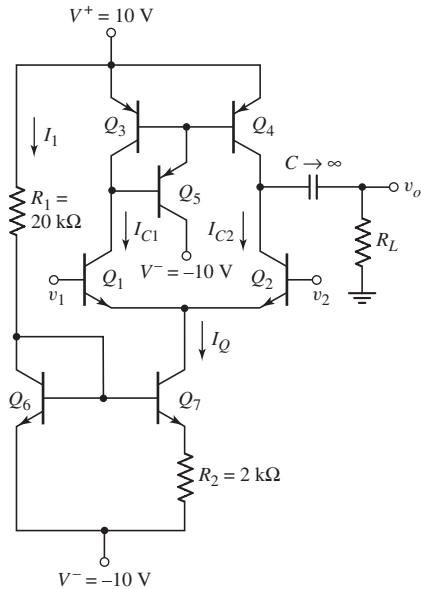 V⁺ = 10 V
I₁
Q₃
Q₄
C → ∞
v₀
R₁ =
20 kΩ
Q₅
I_C1
I_C2
R_L
V⁻ = –10 V
v₁
Q₁
Q₂
v₂
I_Q
Q₆
Q₇
R₂ = 2 kΩ
V⁻ = –10 V